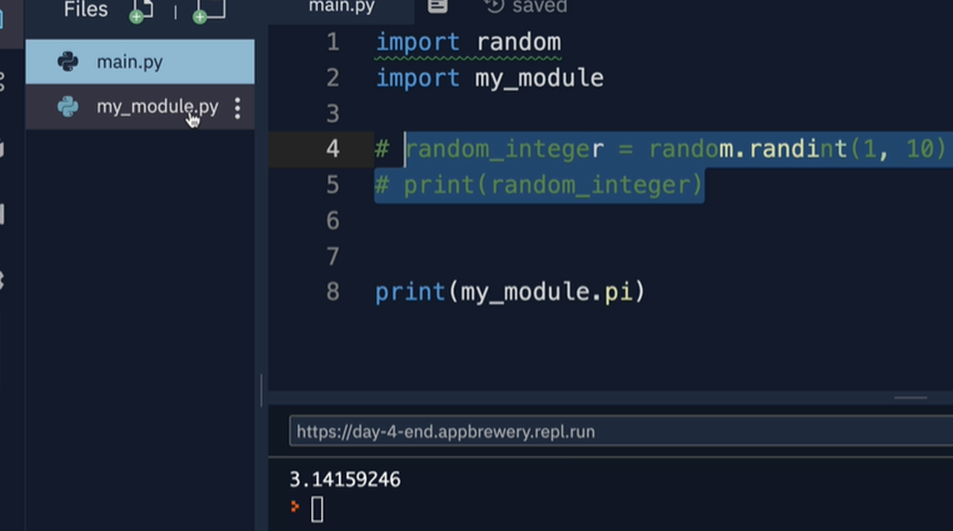 Files
main.py
my_module.py
main.py
saved
1 import random
2 import my_module
3
4 # random_integer = random.randint(1, 10)
5 # print(random_integer)
6
7
8 print(my_module.pi)
https://day-4-end.appbrewery.repl.run
3.14159246